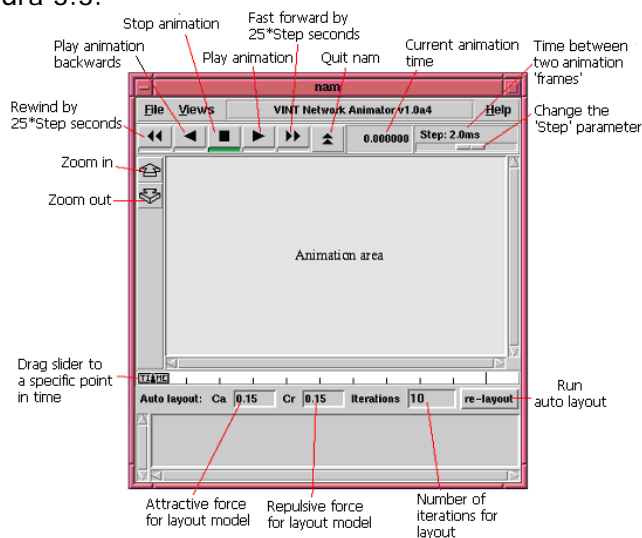 ura 5.5.
Stop animation
Fast forward by
25*Step seconds
Play animation
backwards
Play animation
Quit nam
Current animation
time
Time between
two animation
'frames'
nam
Rewind by
25*Step seconds
File Views VINT Network Animator v1.0a4 Help
Change the
'Step' parameter
0.000000 Step: 2.0ms
Zoom in
Zoom out
Animation area
Drag slider to
a specific point
in time
TIME
Auto layout: Ca 0.15 Cr 0.15 Iterations 10 re-layout
Run
auto layout
Attractive force
for layout model
Repulsive force
for layout model
Number of
iterations for
layout